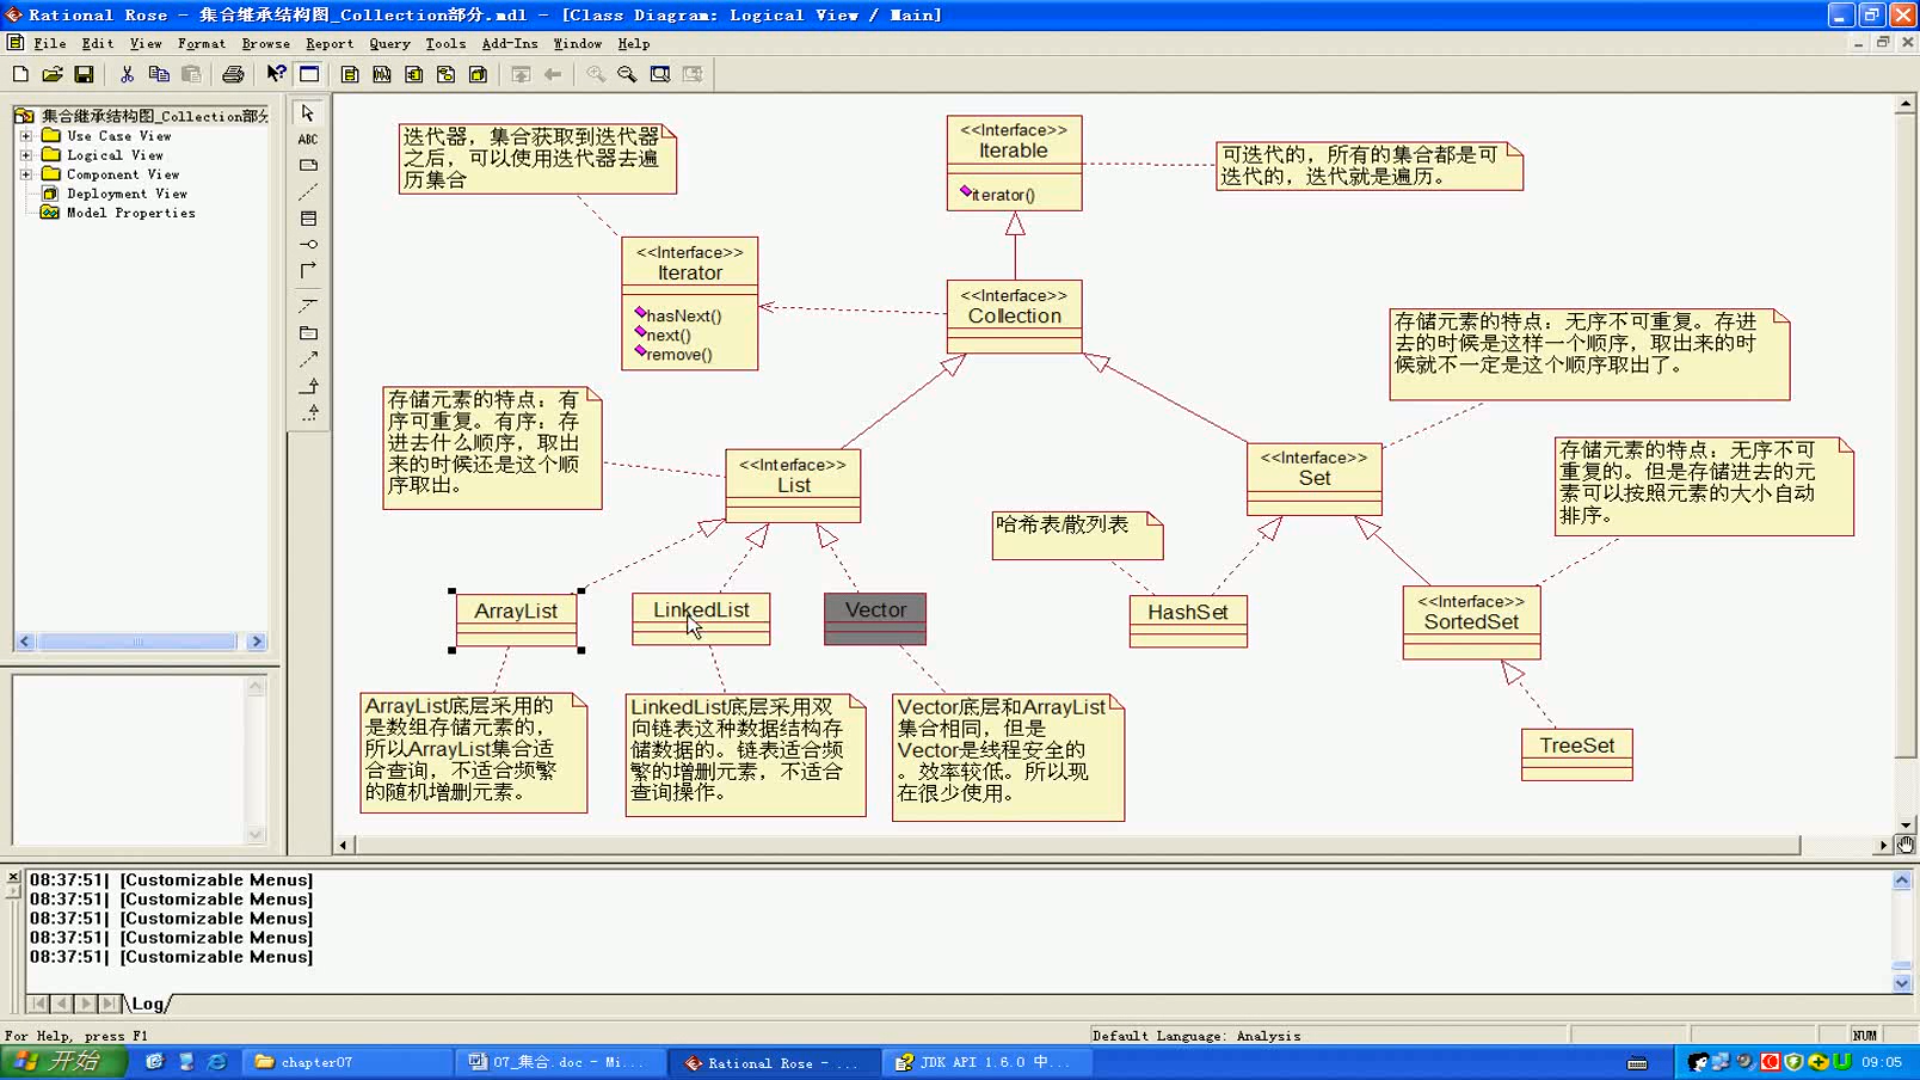 Rational Rose - 集合继承结构图_Collection部分.mdl - [Class Diagram: Logical View / Main]
File Edit View Format Browse Report Query Tools Add-Ins Window Help
集合继承结构图_Collection部分
Use Case View
Logical View
Component View
Deployment View
Model Properties
ABC
迭代器，集合获取到迭代器
之后，可以使用迭代器去遍
历集合
<<Interface>>
Iterable
iterator()
可迭代的，所有的集合都是可
迭代的，迭代就是遍历。
<<Interface>>
Iterator
hasNext()
next()
remove()
<<Interface>>
Collection
存储元素的特点：无序不可重复。存进
去的时候是这样一个顺序，取出来的时
候就不一定是这个顺序取出了。
存储元素的特点：有
序可重复。有序：存
进去什么顺序，取出
来的时候还是这个顺
序取出。
<<Interface>>
List
<<Interface>>
Set
存储元素的特点：无序不可
重复的。但是存储进去的元
素可以按照元素的大小自动
排序。
哈希表/散列表
ArrayList
LinkedList
Vector
HashSet
<<Interface>>
SortedSet
TreeSet
ArrayList底层采用的
是数组存储元素的，
所以ArrayList集合适
合查询，不适合频繁
的随机增删元素。
LinkedList底层采用双
向链表这种数据结构存
储数据的。链表适合频
繁的增删元素，不适合
查询操作。
Vector底层和ArrayList
集合相同，但是
Vector是线程安全的
。效率较低。所以现
在很少使用。
08:37:51| [Customizable Menus]
08:37:51| [Customizable Menus]
08:37:51| [Customizable Menus]
08:37:51| [Customizable Menus]
08:37:51| [Customizable Menus]
Log
For Help, press F1
Default Language: Analysis
NUM
开始
chapter07
07_集合.doc - Mi...
Rational Rose - ...
JDK API 1.6.0 中...
09:05